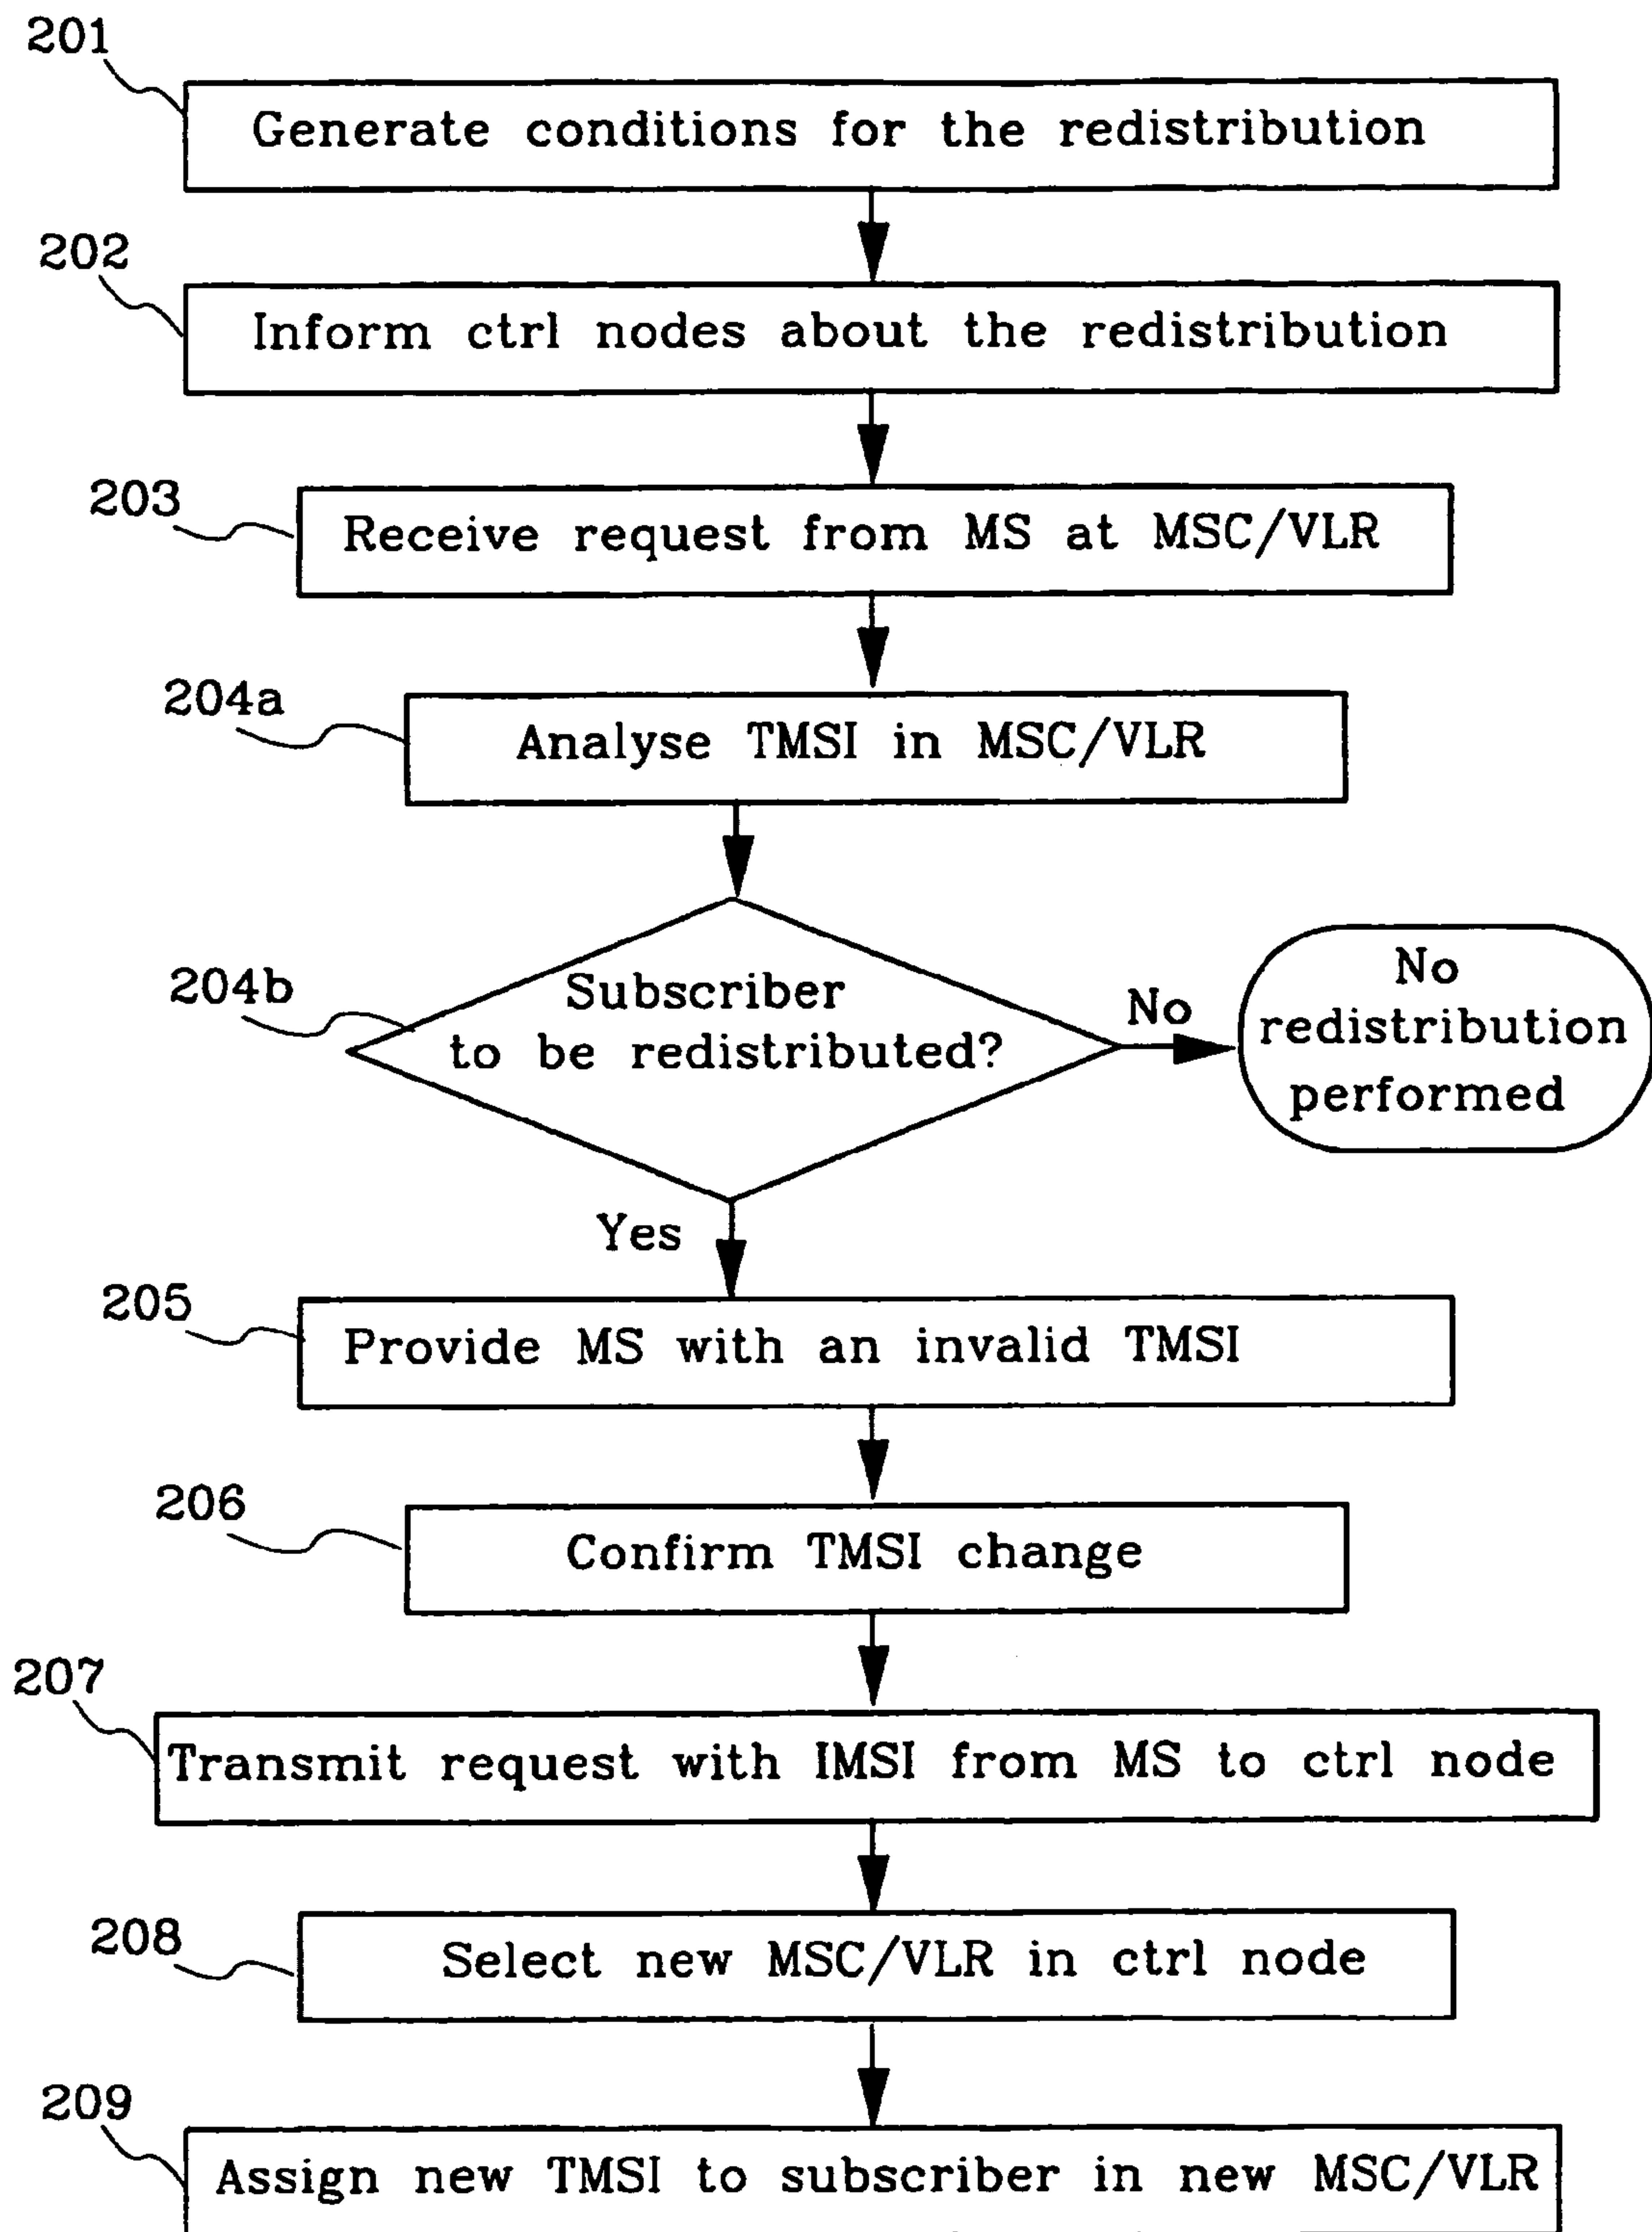 201
Generate conditions for the redistribution
202
Inform ctrl nodes about the redistribution
203
Receive request from MS at MSC/VLR
204a
Analyse TMSI in MSC/VLR
204b
Subscriber
to be redistributed?
No
No
redistribution
performed
Yes
205
Provide MS with an invalid TMSI
206
Confirm TMSI change
207
Transmit request with IMSI from MS to ctrl node
208
Select new MSC/VLR in ctrl node
209
Assign new TMSI to subscriber in new MSC/VLR